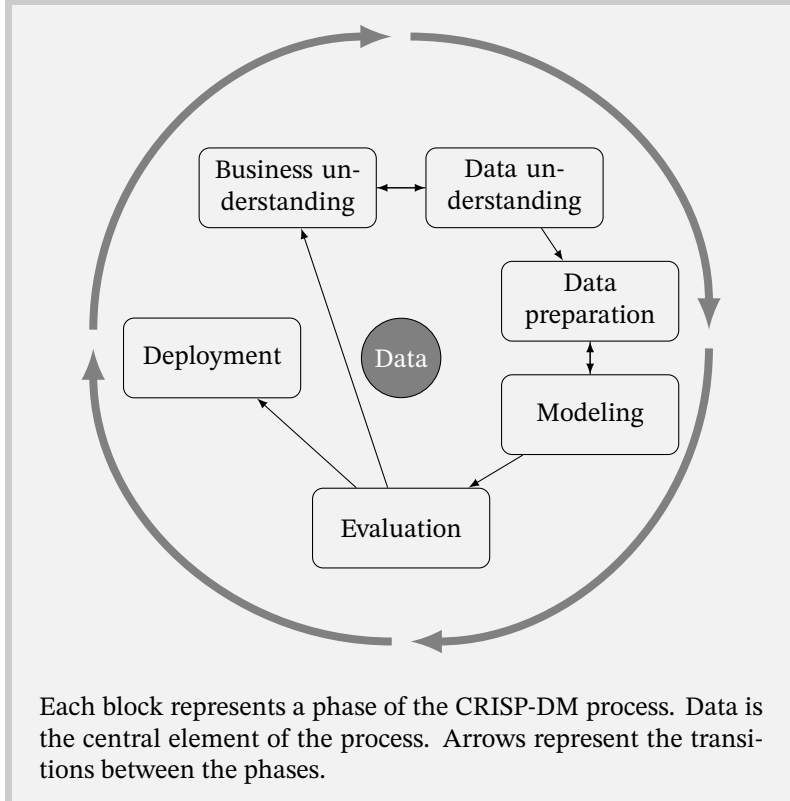 Business un-
derstanding
Data un-
derstanding
Data
preparation
Deployment
Data
Modeling
Evaluation
Each block represents a phase of the CRISP-DM process. Data is
the central element of the process. Arrows represent the transi-
tions between the phases.